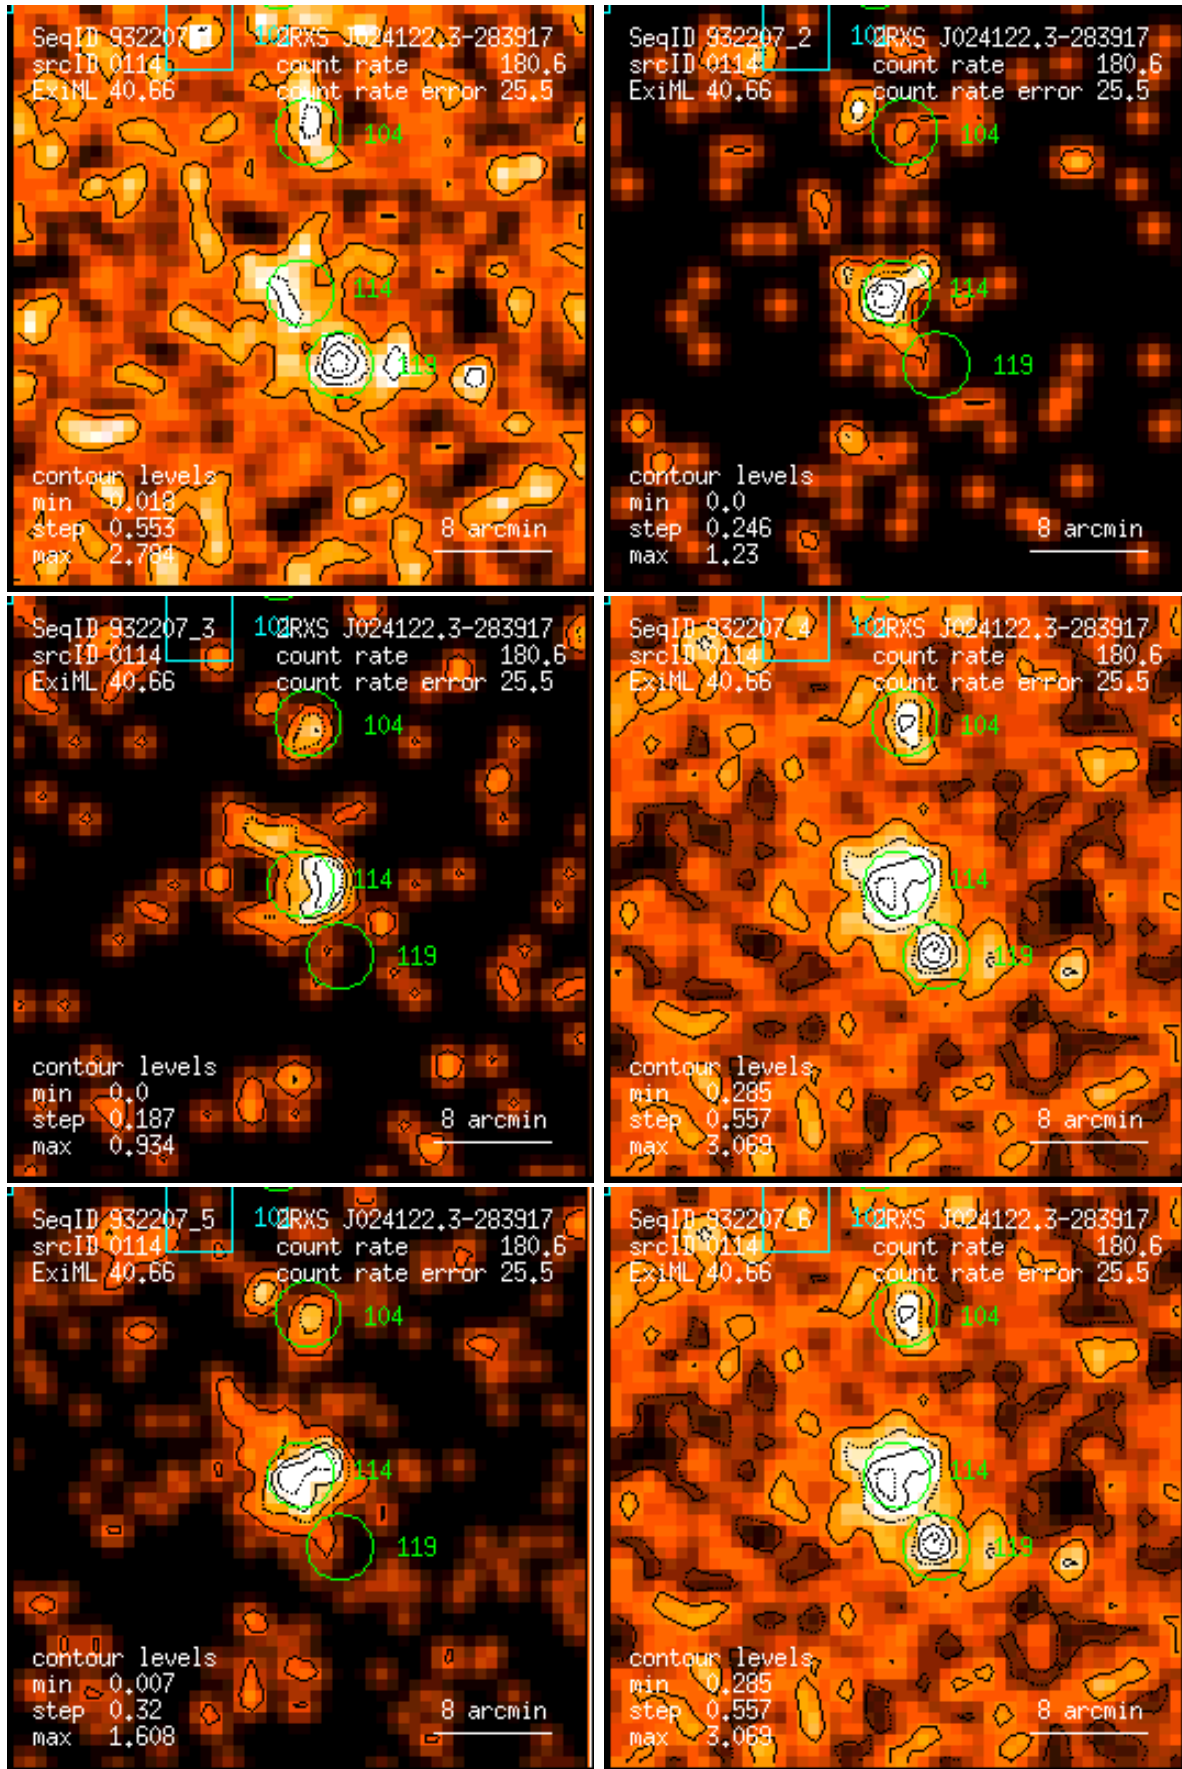 SeqID 932207 RXS J024122.3-283917
srcID 0114 count rate 180.6
ExiML 40.66 count rate error 25.5
104
114
119
contour levels
min 0.018
step 0.553 8 arcmin
max 2.784
SeqID 932207_2 RXS J024122.3-283917
srcID 0114 count rate 180.6
ExiML 40.66 count rate error 25.5
104
114
119
contour levels
min 0.0
step 0.246 8 arcmin
max 1.23
SeqID 932207_3 RXS J024122.3-283917
srcID 0114 count rate 180.6
ExiML 40.66 count rate error 25.5
104
114
119
contour levels
min 0.0
step 0.187 8 arcmin
max 0.934
SeqID 932207_4 RXS J024122.3-283917
srcID 0114 count rate 180.6
ExiML 40.66 count rate error 25.5
104
114
119
contour levels
min 0.285
step 0.557 8 arcmin
max 3.069
SeqID 932207_5 RXS J024122.3-283917
srcID 0114 count rate 180.6
ExiML 40.66 count rate error 25.5
104
114
119
contour levels
min 0.007
step 0.32 8 arcmin
max 1.608
SeqID 932207_6 RXS J024122.3-283917
srcID 0114 count rate 180.6
ExiML 40.66 count rate error 25.5
104
114
119
contour levels
min 0.285
step 0.557 8 arcmin
max 3.069